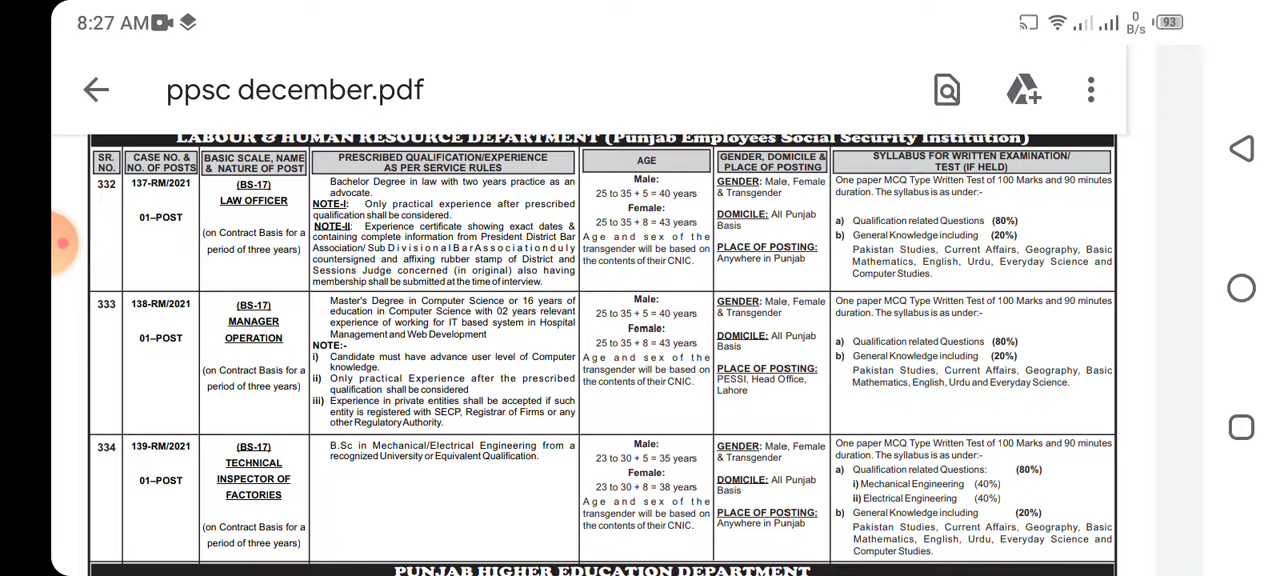 8:27 AM
0
B/s
93
ppsc december.pdf
LABOUR & HUMAN RESOURCE DEPARTMENT (Punjab Employees Social Security Institution)
SR. NO.
CASE NO. & NO. OF POSTS
BASIC SCALE, NAME & NATURE OF POST
PRESCRIBED QUALIFICATION/EXPERIENCE AS PER SERVICE RULES
AGE
GENDER, DOMICILE & PLACE OF POSTING
SYLLABUS FOR WRITTEN EXAMINATION/ TEST (IF HELD)
332
137-RM/2021
01–POST
(BS-17)
LAW OFFICER
(on Contract Basis for a
period of three years)
Bachelor Degree in law with two years practice as an
advocate.
NOTE-I: Only practical experience after prescribed
qualification shall be considered.
NOTE-II: Experience certificate showing exact dates &
containing complete information from President District Bar
Association/ Sub Divisional Bar Association duly
countersigned and affixing rubber stamp of District and
Sessions Judge concerned (in original) also having
membership shall be submitted at the time of interview.
Male:
25 to 35 + 5 = 40 years
Female:
25 to 35 + 8 = 43 years
Age and sex of the
transgender will be based on
the contents of their CNIC.
GENDER: Male, Female
& Transgender
DOMICILE: All Punjab
Basis
PLACE OF POSTING:
Anywhere in Punjab
One paper MCQ Type Written Test of 100 Marks and 90 minutes
duration. The syllabus is as under:-
a) Qualification related Questions (80%)
b) General Knowledge including (20%)
Pakistan Studies, Current Affairs, Geography, Basic
Mathematics, English, Urdu, Everyday Science and
Computer Studies.
333
138-RM/2021
01–POST
(BS-17)
MANAGER
OPERATION
(on Contract Basis for a
period of three years)
Master's Degree in Computer Science or 16 years of
education in Computer Science with 02 years relevant
experience of working for IT based system in Hospital
Management and Web Development
NOTE:-
i) Candidate must have advance user level of Computer
knowledge.
ii) Only practical Experience after the prescribed
qualification shall be considered
iii) Experience in private entities shall be accepted if such
entity is registered with SECP, Registrar of Firms or any
other Regulatory Authority.
Male:
25 to 35 + 5 = 40 years
Female:
25 to 35 + 8 = 43 years
Age and sex of the
transgender will be based on
the contents of their CNIC.
GENDER: Male, Female
& Transgender
DOMICILE: All Punjab
Basis
PLACE OF POSTING:
PESSI, Head Office,
Lahore
One paper MCQ Type Written Test of 100 Marks and 90 minutes
duration. The syllabus is as under:-
a) Qualification related Questions (80%)
b) General Knowledge including (20%)
Pakistan Studies, Current Affairs, Geography, Basic
Mathematics, English, Urdu and Everyday Science.
334
139-RM/2021
01–POST
(BS-17)
TECHNICAL
INSPECTOR OF
FACTORIES
(on Contract Basis for a
period of three years)
B.Sc in Mechanical/Electrical Engineering from a
recognized University or Equivalent Qualification.
Male:
23 to 30 + 5 = 35 years
Female:
23 to 30 + 8 = 38 years
Age and sex of the
transgender will be based on
the contents of their CNIC.
GENDER: Male, Female
& Transgender
DOMICILE: All Punjab
Basis
PLACE OF POSTING:
Anywhere in Punjab
One paper MCQ Type Written Test of 100 Marks and 90 minutes
duration. The syllabus is as under:-
a) Qualification related Questions: (80%)
i) Mechanical Engineering (40%)
ii) Electrical Engineering (40%)
b) General Knowledge including (20%)
Pakistan Studies, Current Affairs, Geography, Basic
Mathematics, English, Urdu, Everyday Science and
Computer Studies.
PUNJAB HIGHER EDUCATION DEPARTMENT